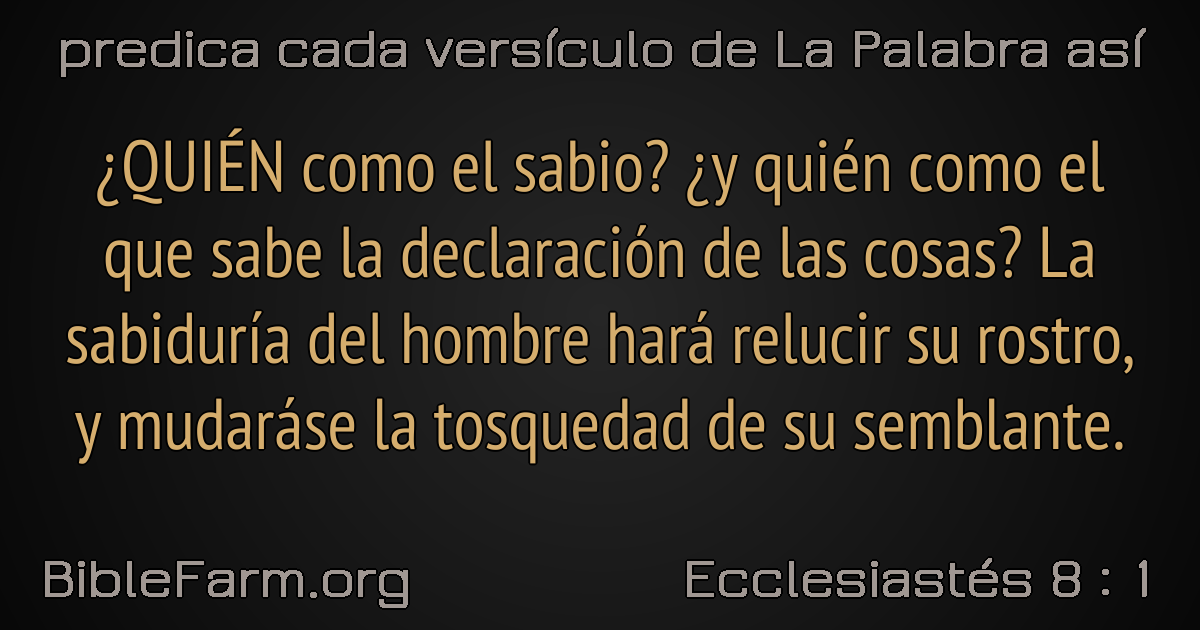 predica cada versículo de La Palabra así
¿QUIÉN como el sabio? ¿y quién como el
que sabe la declaración de las cosas? La
sabiduría del hombre hará relucir su rostro,
y mudaráse la tosquedad de su semblante.
BibleFarm.org
Ecclesiastés 8 : 1